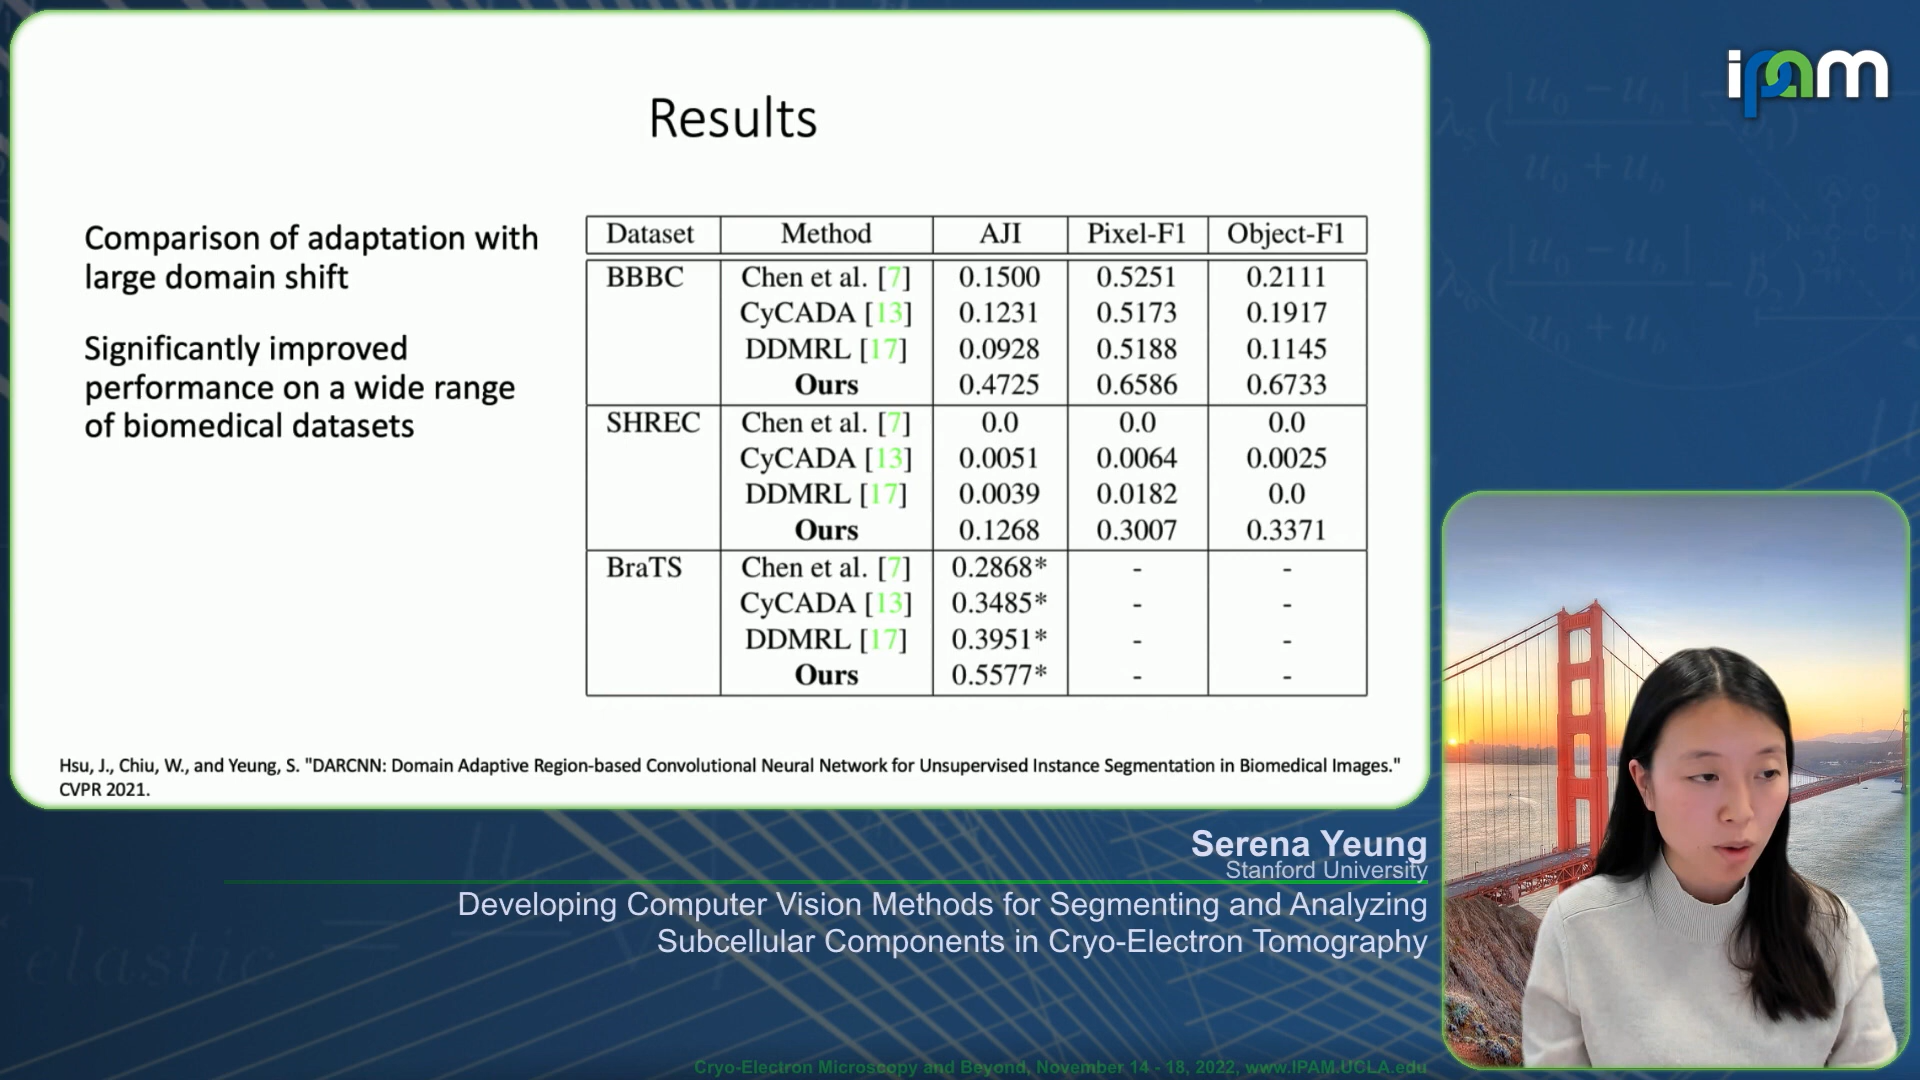 ipam
Results
Comparison of adaptation with
large domain shift
Significantly improved
performance on a wide range
of biomedical datasets
Dataset Method AJI Pixel-F1 Object-F1
BBBC Chen et al. [7] 0.1500 0.5251 0.2111
CyCADA [13] 0.1231 0.5173 0.1917
DDMRL [17] 0.0928 0.5188 0.1145
Ours 0.4725 0.6586 0.6733
SHREC Chen et al. [7] 0.0 0.0 0.0
CyCADA [13] 0.0051 0.0064 0.0025
DDMRL [17] 0.0039 0.0182 0.0
Ours 0.1268 0.3007 0.3371
BraTS Chen et al. [7] 0.2868* - -
CyCADA [13] 0.3485* - -
DDMRL [17] 0.3951* - -
Ours 0.5577* - -
Hsu, J., Chiu, W., and Yeung, S. "DARCNN: Domain Adaptive Region-based Convolutional Neural Network for Unsupervised Instance Segmentation in Biomedical Images."
CVPR 2021.
Serena Yeung
Stanford University
Developing Computer Vision Methods for Segmenting and Analyzing
Subcellular Components in Cryo-Electron Tomography
elastic
Cryo-Electron Microscopy and Beyond, November 14 - 18, 2022, www.IPAM.UCLA.edu